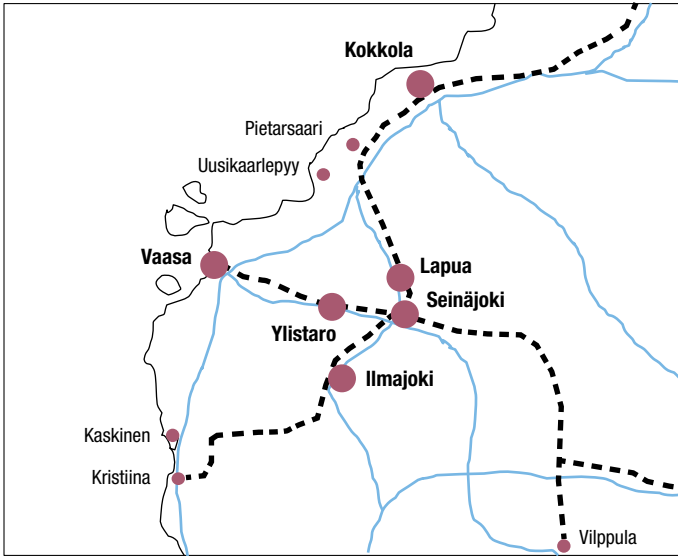 Kokkola
Pietarsaari
Uusikaarlepyy
Vaasa
Lapua
Seinäjoki
Ylistaro
Ilmajoki
Kaskinen
Kristiina
Vilppula